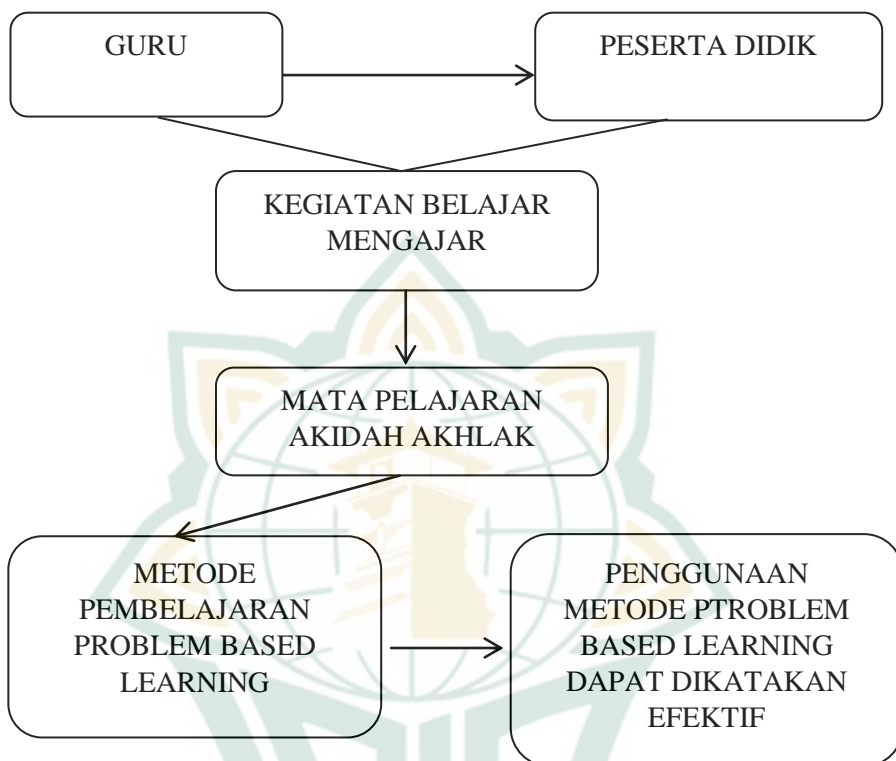 GURU
PESERTA DIDIK
KEGIATAN BELAJAR
MENGAJAR
MATA PELAJARAN
AKIDAH AKHLAK
METODE
PEMBELAJARAN
PROBLEM BASED
LEARNING
PENGGUNAAN
METODE PTROBLEM
BASED LEARNING
DAPAT DIKATAKAN
EFEKTIF